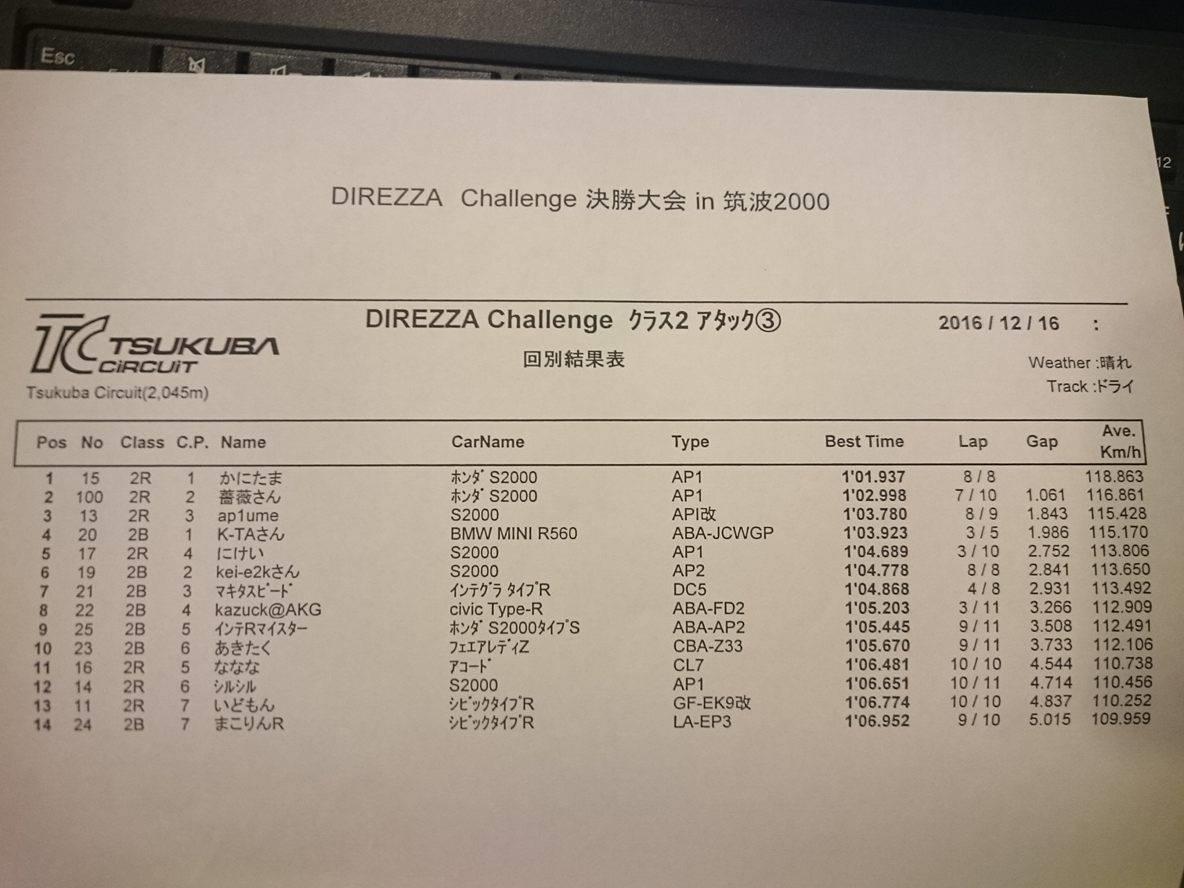 Esc
12
DIREZZA Challenge 決勝大会 in 筑波2000
TC TSUKUBA CiRCUiT
DIREZZA Challenge ｸﾗｽ2 ｱﾀｯｸ③ 2016 / 12 / 16 :
回別結果表
Weather :晴れ
Tsukuba Circuit(2,045m) Track :ﾄﾞﾗｲ
Pos No Class C.P. Name CarName Type Best Time Lap Gap Ave. Km/h
1 15 2R 1 かにたま ﾎﾝﾀﾞ S2000 AP1 1'01.937 8 / 8 118.863
2 100 2R 2 薔薇さん ﾎﾝﾀﾞ S2000 AP1 1'02.998 7 / 10 1.061 116.861
3 13 2R 3 ap1ume S2000 API改 1'03.780 8 / 9 1.843 115.428
4 20 2B 1 K-TAさん BMW MINI R560 ABA-JCWGP 1'03.923 3 / 5 1.986 115.170
5 17 2R 4 にけい S2000 AP1 1'04.689 3 / 10 2.752 113.806
6 19 2B 2 kei-e2kさん S2000 AP2 1'04.778 8 / 8 2.841 113.650
7 21 2B 3 ﾏｷﾀｽﾋﾟｰﾄﾞ ｲﾝﾃｸﾞﾗ ﾀｲﾌﾟR DC5 1'04.868 4 / 8 2.931 113.492
8 22 2B 4 kazuck@AKG civic Type-R ABA-FD2 1'05.203 3 / 11 3.266 112.909
9 25 2B 5 ｲﾝﾃRﾏｲｽﾀｰ ﾎﾝﾀﾞ S2000ﾀｲﾌﾟS ABA-AP2 1'05.445 9 / 11 3.508 112.491
10 23 2B 6 あきたく ﾌｪｱﾚﾃﾞｨZ CBA-Z33 1'05.670 9 / 11 3.733 112.106
11 16 2R 5 ななな ｱｺｰﾄﾞ CL7 1'06.481 10 / 10 4.544 110.738
12 14 2R 6 ｼﾙｼﾙ S2000 AP1 1'06.651 10 / 11 4.714 110.456
13 11 2R 7 いどもん ｼﾋﾞｯｸﾀｲﾌﾟR GF-EK9改 1'06.774 10 / 10 4.837 110.252
14 24 2B 7 まこりんR ｼﾋﾞｯｸﾀｲﾌﾟR LA-EP3 1'06.952 9 / 10 5.015 109.959